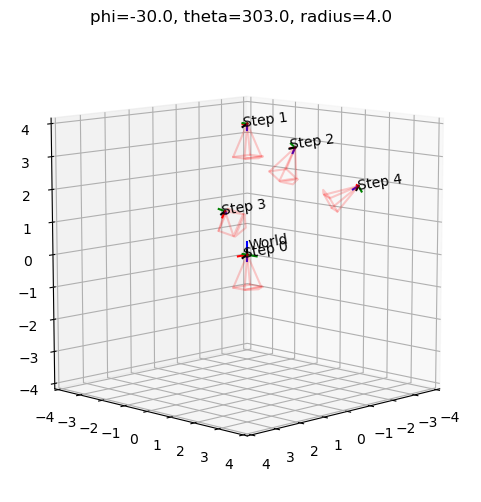 phi=-30.0, theta=303.0, radius=4.0
Step 1
Step 2
Step 4
Step 3
World
Step 0
4
3
2
1
0
−1
−2
−3
−4
−4 −3 −2 −1 0 1 2 3 4
4 3 2 1 0 −1 −2 −3 −4